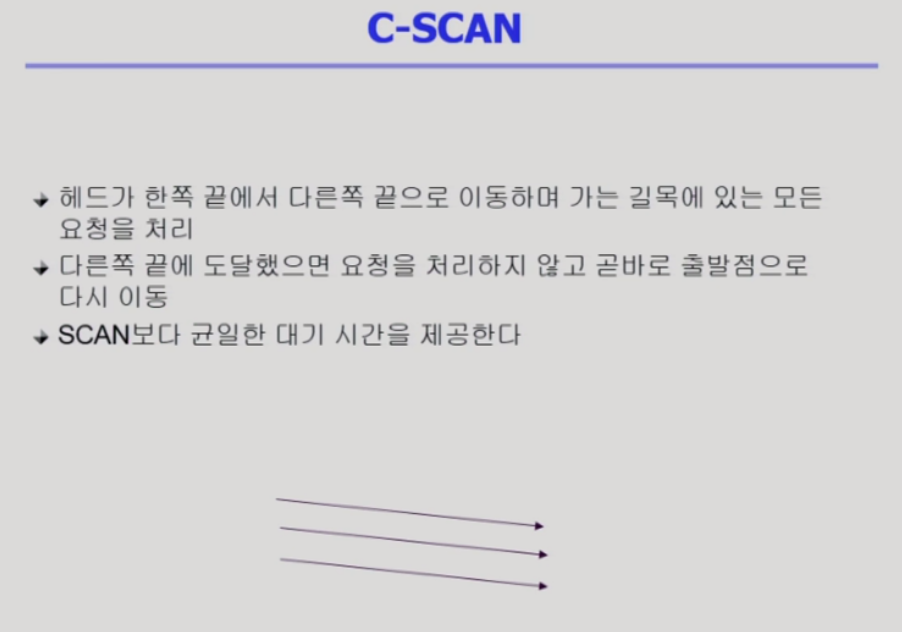 C-SCAN
헤드가 한쪽 끝에서 다른쪽 끝으로 이동하며 가는 길목에 있는 모든
요청을 처리
다른쪽 끝에 도달했으면 요청을 처리하지 않고 곧바로 출발점으로
다시 이동
SCAN보다 균일한 대기 시간을 제공한다